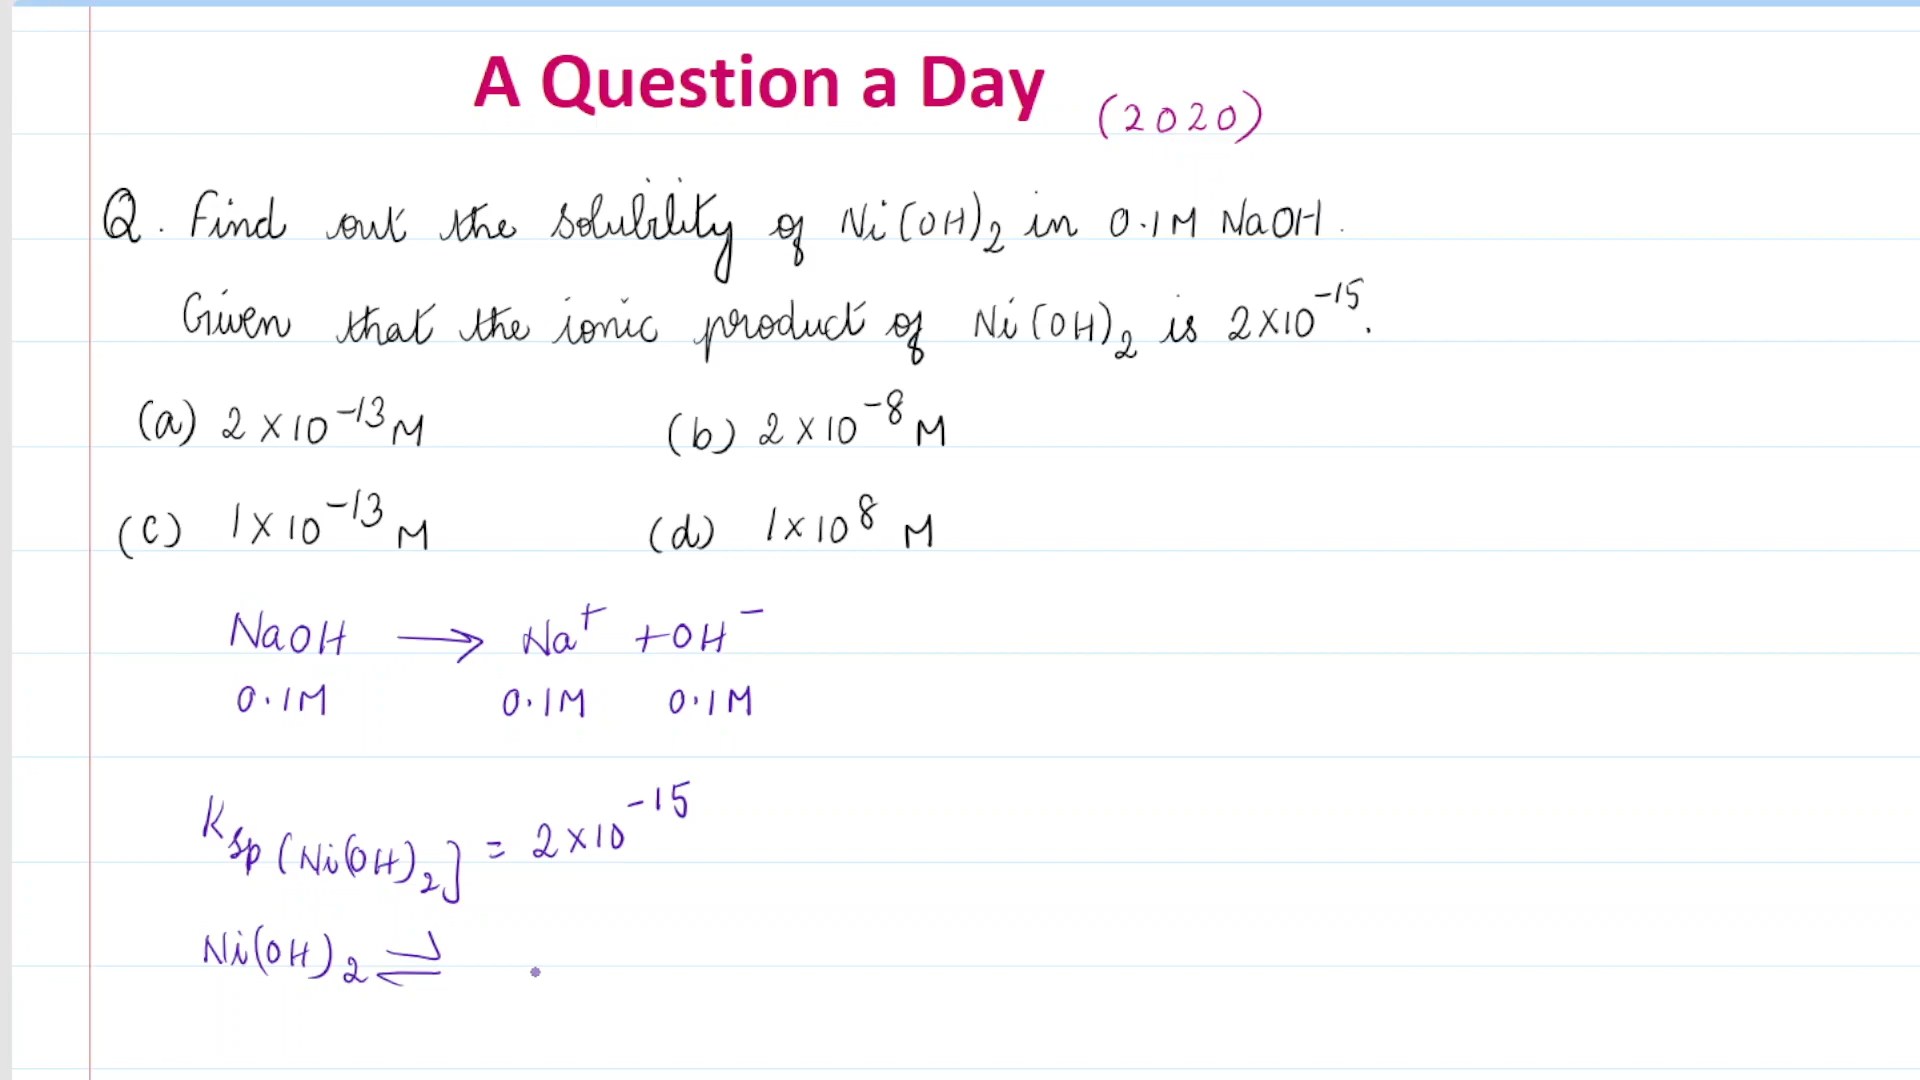 A Question a Day (2020)
Q. Find out the solubility of Ni(OH)₂ in 0.1M NaOH.
Given that the ionic product of Ni(OH)₂ is 2×10⁻¹⁵.
(a) 2×10⁻¹³ M (b) 2×10⁻⁸ M
(c) 1×10⁻¹³ M (d) 1×10⁸ M
NaOH ⟶ Na⁺ + OH⁻
0.1M 0.1M 0.1M
Ksp (Ni(OH)₂] = 2×10⁻¹⁵
Ni(OH)₂ ⇌